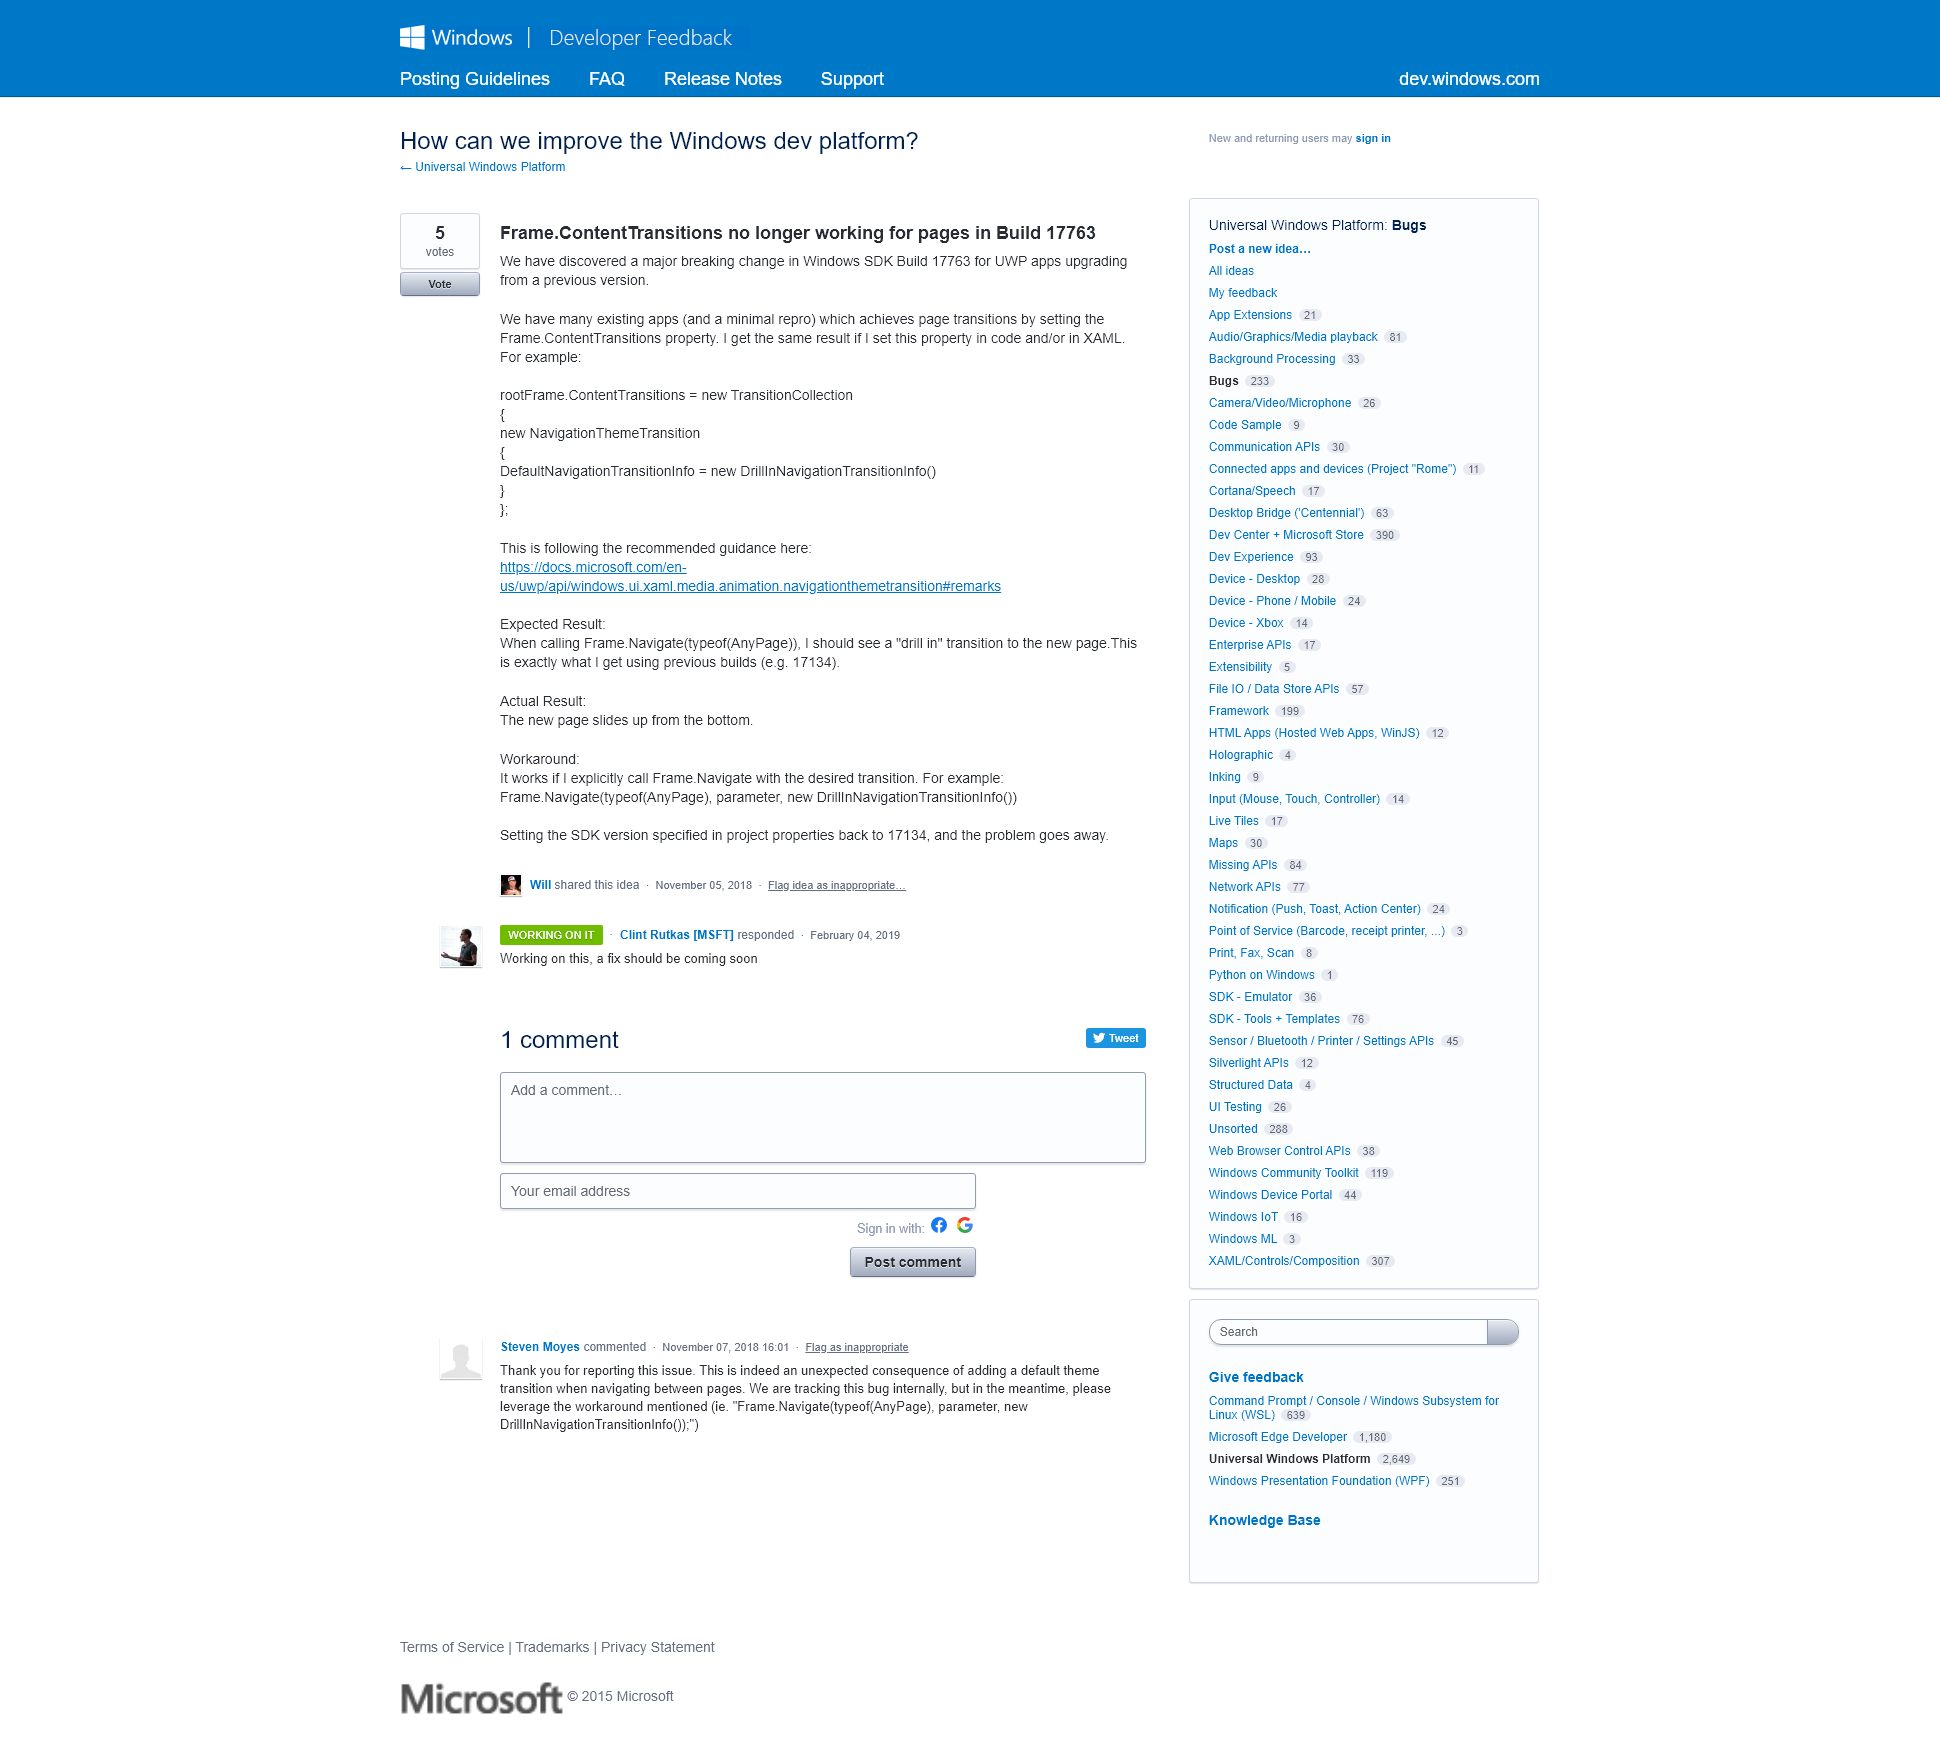 Windows | Developer Feedback
Posting Guidelines FAQ Release Notes Support dev.windows.com
How can we improve the Windows dev platform?
← Universal Windows Platform
New and returning users may sign in
5
votes
Vote
Frame.ContentTransitions no longer working for pages in Build 17763
We have discovered a major breaking change in Windows SDK Build 17763 for UWP apps upgrading
from a previous version.
We have many existing apps (and a minimal repro) which achieves page transitions by setting the
Frame.ContentTransitions property. I get the same result if I set this property in code and/or in XAML.
For example:
rootFrame.ContentTransitions = new TransitionCollection
{
new NavigationThemeTransition
{
DefaultNavigationTransitionInfo = new DrillInNavigationTransitionInfo()
}
};
This is following the recommended guidance here:
https://docs.microsoft.com/en-
us/uwp/api/windows.ui.xaml.media.animation.navigationthemetransition#remarks
Expected Result:
When calling Frame.Navigate(typeof(AnyPage)), I should see a "drill in" transition to the new page.This
is exactly what I get using previous builds (e.g. 17134).
Actual Result:
The new page slides up from the bottom.
Workaround:
It works if I explicitly call Frame.Navigate with the desired transition. For example:
Frame.Navigate(typeof(AnyPage), parameter, new DrillInNavigationTransitionInfo())
Setting the SDK version specified in project properties back to 17134, and the problem goes away.
Will shared this idea · November 05, 2018 · Flag idea as inappropriate…
WORKING ON IT · Clint Rutkas [MSFT] responded · February 04, 2019
Working on this, a fix should be coming soon
1 comment
Tweet
Add a comment…
Your email address
Sign in with:
Post comment
Steven Moyes commented · November 07, 2018 16:01 · Flag as inappropriate
Thank you for reporting this issue. This is indeed an unexpected consequence of adding a default theme
transition when navigating between pages. We are tracking this bug internally, but in the meantime, please
leverage the workaround mentioned (ie. "Frame.Navigate(typeof(AnyPage), parameter, new
DrillInNavigationTransitionInfo());")
Universal Windows Platform: Bugs
Post a new idea…
All ideas
My feedback
App Extensions 21
Audio/Graphics/Media playback 81
Background Processing 33
Bugs 233
Camera/Video/Microphone 26
Code Sample 9
Communication APIs 30
Connected apps and devices (Project "Rome") 11
Cortana/Speech 17
Desktop Bridge ('Centennial') 63
Dev Center + Microsoft Store 390
Dev Experience 93
Device - Desktop 28
Device - Phone / Mobile 24
Device - Xbox 14
Enterprise APIs 17
Extensibility 5
File IO / Data Store APIs 57
Framework 199
HTML Apps (Hosted Web Apps, WinJS) 12
Holographic 4
Inking 9
Input (Mouse, Touch, Controller) 14
Live Tiles 17
Maps 30
Missing APIs 84
Network APIs 77
Notification (Push, Toast, Action Center) 24
Point of Service (Barcode, receipt printer, ...) 3
Print, Fax, Scan 8
Python on Windows 1
SDK - Emulator 36
SDK - Tools + Templates 76
Sensor / Bluetooth / Printer / Settings APIs 45
Silverlight APIs 12
Structured Data 4
UI Testing 26
Unsorted 288
Web Browser Control APIs 38
Windows Community Toolkit 119
Windows Device Portal 44
Windows IoT 16
Windows ML 3
XAML/Controls/Composition 307
Search
Give feedback
Command Prompt / Console / Windows Subsystem for
Linux (WSL) 639
Microsoft Edge Developer 1,180
Universal Windows Platform 2,649
Windows Presentation Foundation (WPF) 251
Knowledge Base
Terms of Service | Trademarks | Privacy Statement
Microsoft © 2015 Microsoft